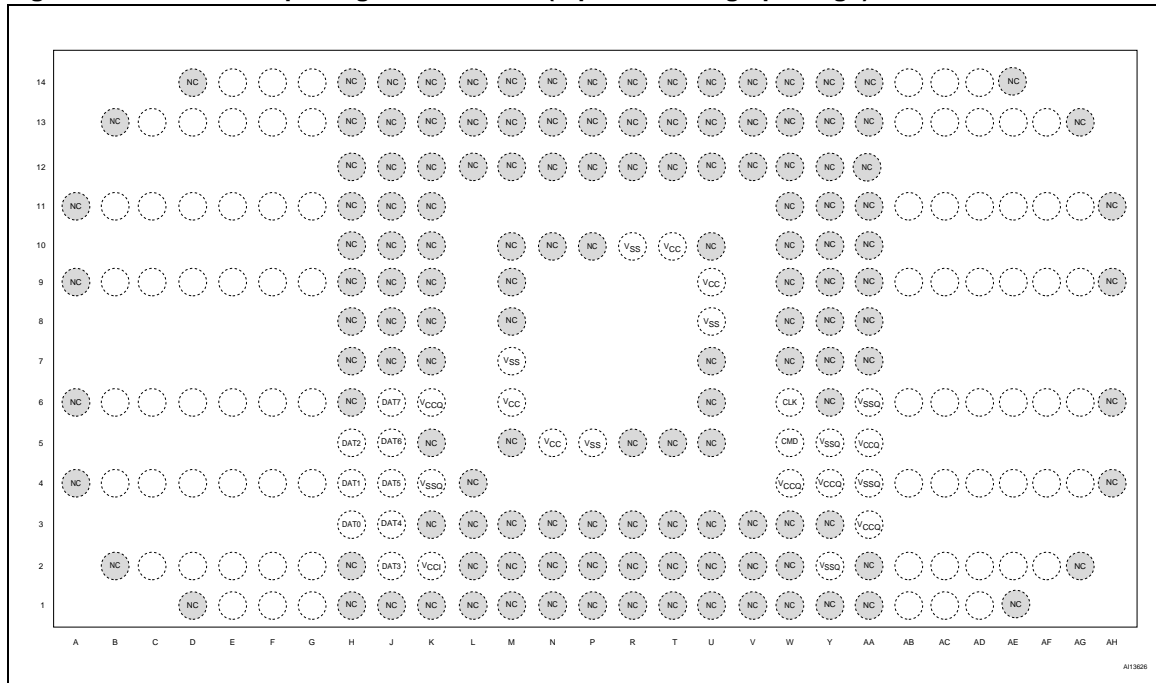 14 NC NC NC NC NC NC NC NC NC NC NC NC NC NC NC NC
13 NC NC NC NC NC NC NC NC NC NC NC NC NC NC NC NC
12 NC NC NC NC NC NC NC NC NC NC NC NC NC NC
11 NC NC NC NC NC NC NC NC
10 NC NC NC NC NC NC VSS VCC NC NC NC NC
9 NC NC NC NC NC VCC NC NC NC NC
8 NC NC NC NC VSS NC NC NC
7 NC NC NC VSS NC NC NC NC
6 NC NC DAT7 VCCQ VCC NC CLK NC VSSQ NC
5 DAT2 DAT6 NC NC VCC VSS NC NC NC CMD VSSQ VCCQ
4 NC DAT1 DAT5 VSSQ NC VCCQ VCCQ VSSQ NC
3 DAT0 DAT4 NC NC NC NC NC NC NC NC NC NC NC VCCQ
2 NC NC DAT3 VCCI NC NC NC NC NC NC NC NC NC VSSQ NC NC
1 NC NC NC NC NC NC NC NC NC NC NC NC NC NC NC NC
A B C D E F G H J K L M N P R T U V W Y AA AB AC AD AE AF AG AH
AI13626